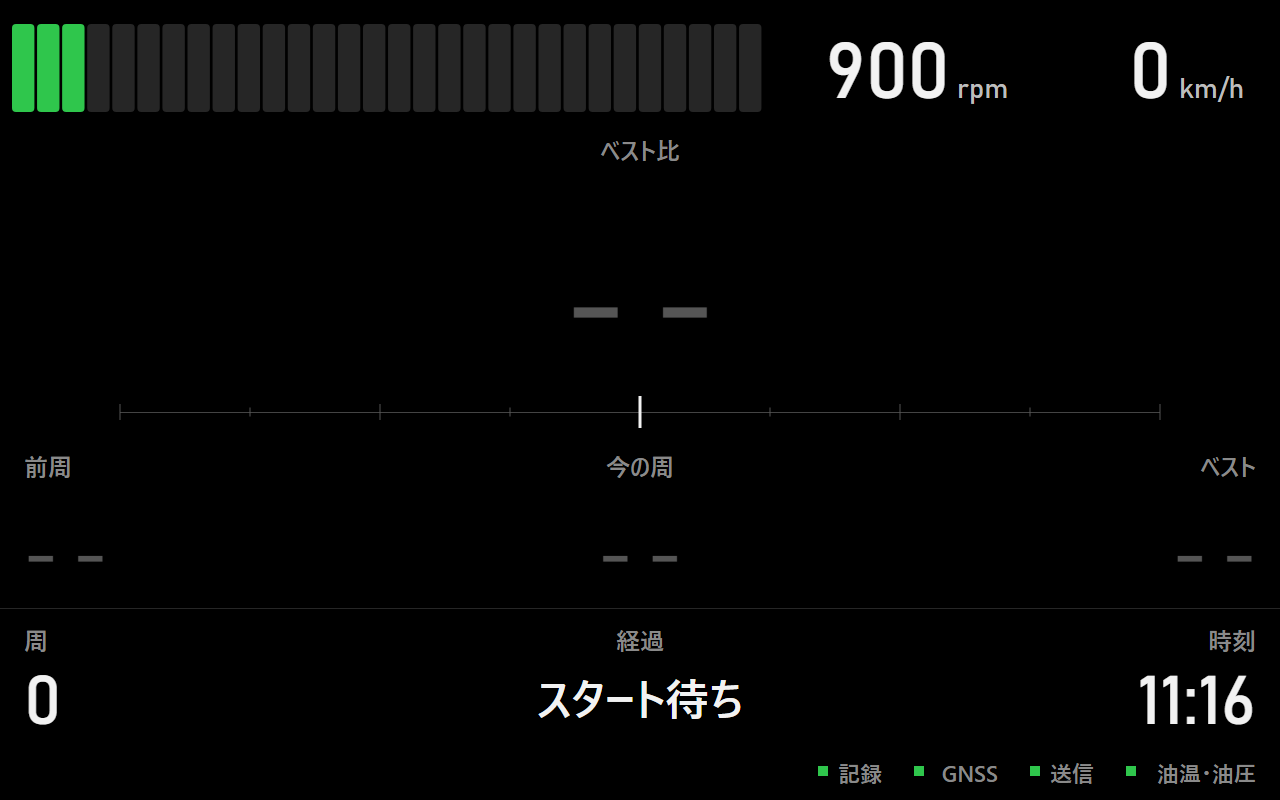 900 rpm 0 km/h
ベスト比
— —
前周 今の周 ベスト
— — — — — —
周 経過 時刻
0 スタート待ち 11:16
記録 GNSS 送信 油温·油圧